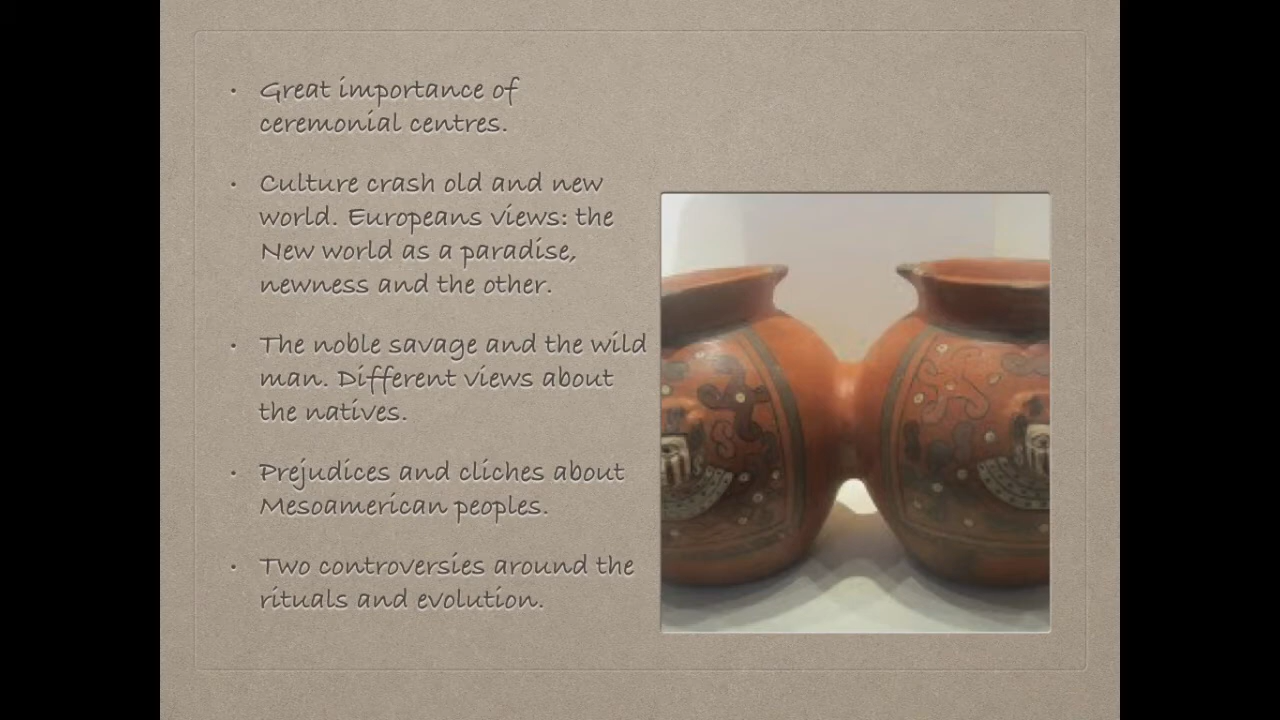 • Great importance of
ceremonial centres.
• Culture crash old and new
world. Europeans views: the
New world as a paradise,
newness and the other.
• The noble savage and the wild
man. Different views about
the natives.
• Prejudices and cliches about
Mesoamerican peoples.
• Two controversies around the
rituals and evolution.